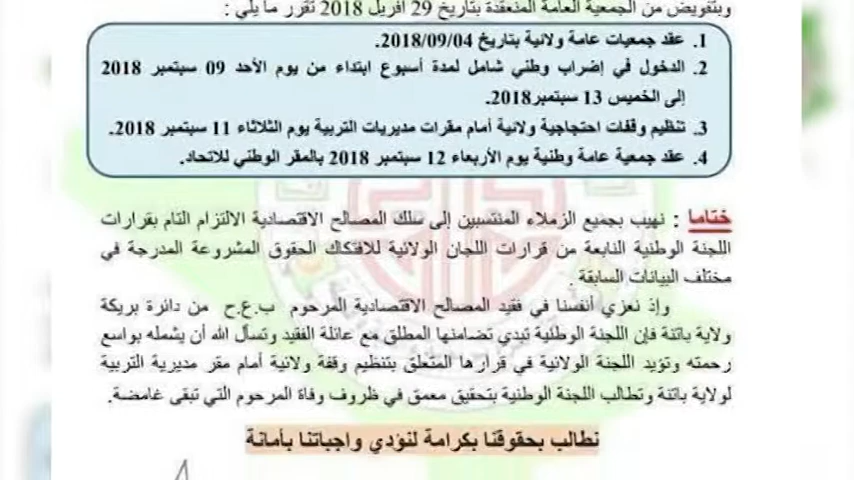 وبتفويض من الجمعية العامة المنعقدة بتاريخ 29 أفريل 2018 تقرر ما يلي :
1. عقد جمعيات عامة ولائية بتاريخ 2018/09/04.
2. الدخول في إضراب وطني شامل لمدة أسبوع ابتداء من يوم الأحد 09 سبتمبر 2018
إلى الخميس 13 سبتمبر2018.
3. تنظيم وقفات احتجاجية ولائية أمام مقرات مديريات التربية يوم الثلاثاء 11 سبتمبر 2018.
4. عقد جمعية عامة وطنية يوم الأربعاء 12 سبتمبر 2018 بالمقر الوطني للاتحاد.
ختاما : نهيب بجميع الزملاء المنتسبين إلى سلك المصالح الاقتصادية الالتزام التام بقرارات
اللجنة الوطنية النابعة من قرارات اللجان الولائية للافتكاك الحقوق المشروعة المدرجة في
مختلف البيانات السابقة .
وإذ نعزي أنفسنا في فقيد المصالح الاقتصادية المرحوم ب.ع.ح من دائرة بريكة
ولاية باتنة فإن اللجنة الوطنية تبدي تضامنها المطلق مع عائلة الفقيد وتسأل الله أن يشمله بواسع
رحمته وتؤيد اللجنة الولائية في قرارها المتعلق بتنظيم وقفة ولائية أمام مقر مديرية التربية
لولاية باتنة وتطالب اللجنة الوطنية بتحقيق معمق في ظروف وفاة المرحوم التي تبقى غامضة.
نطالب بحقوقنا بكرامة لنؤدي واجباتنا بأمانة